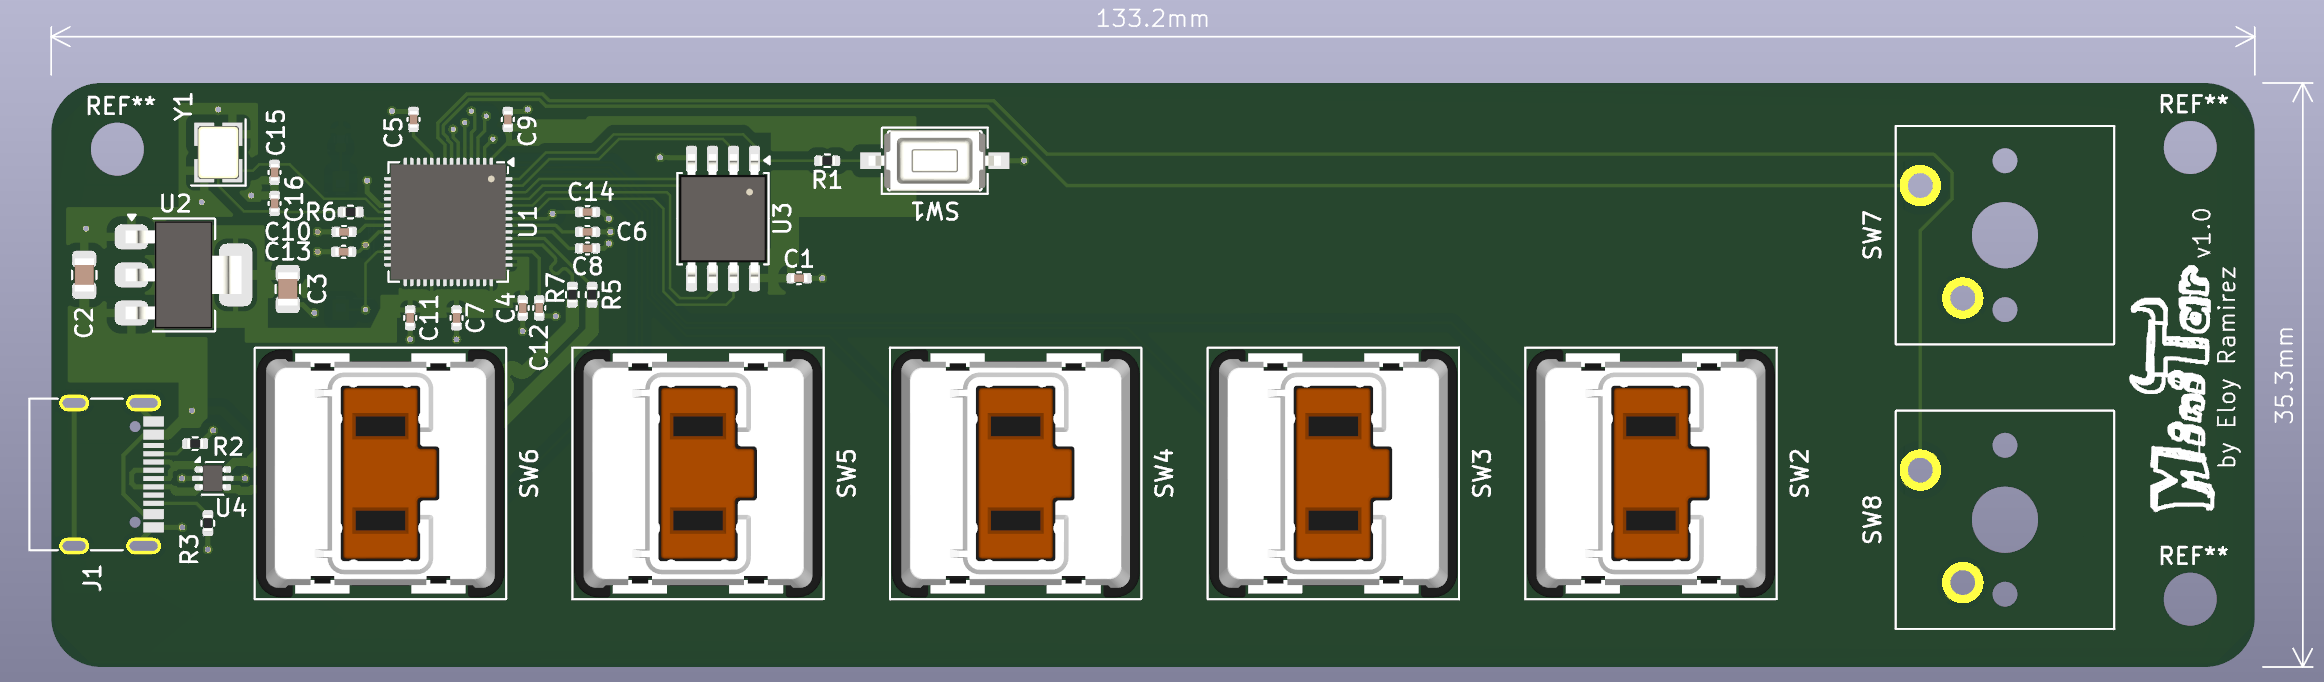 133.2mm
REF**
Y1
C15
C5
C9
REF**
C16
R6
U2
C14
U1
U3
R1
SW1
C10
C6
C13
C8
C1
SW7
v1.0
C2
C3
C11
C7
C4
R7
R5
C12
35.3mm
MiniTar
by Eloy Ramirez
R2
U4
R3
J1
SW6
SW5
SW4
SW3
SW2
SW8
REF**